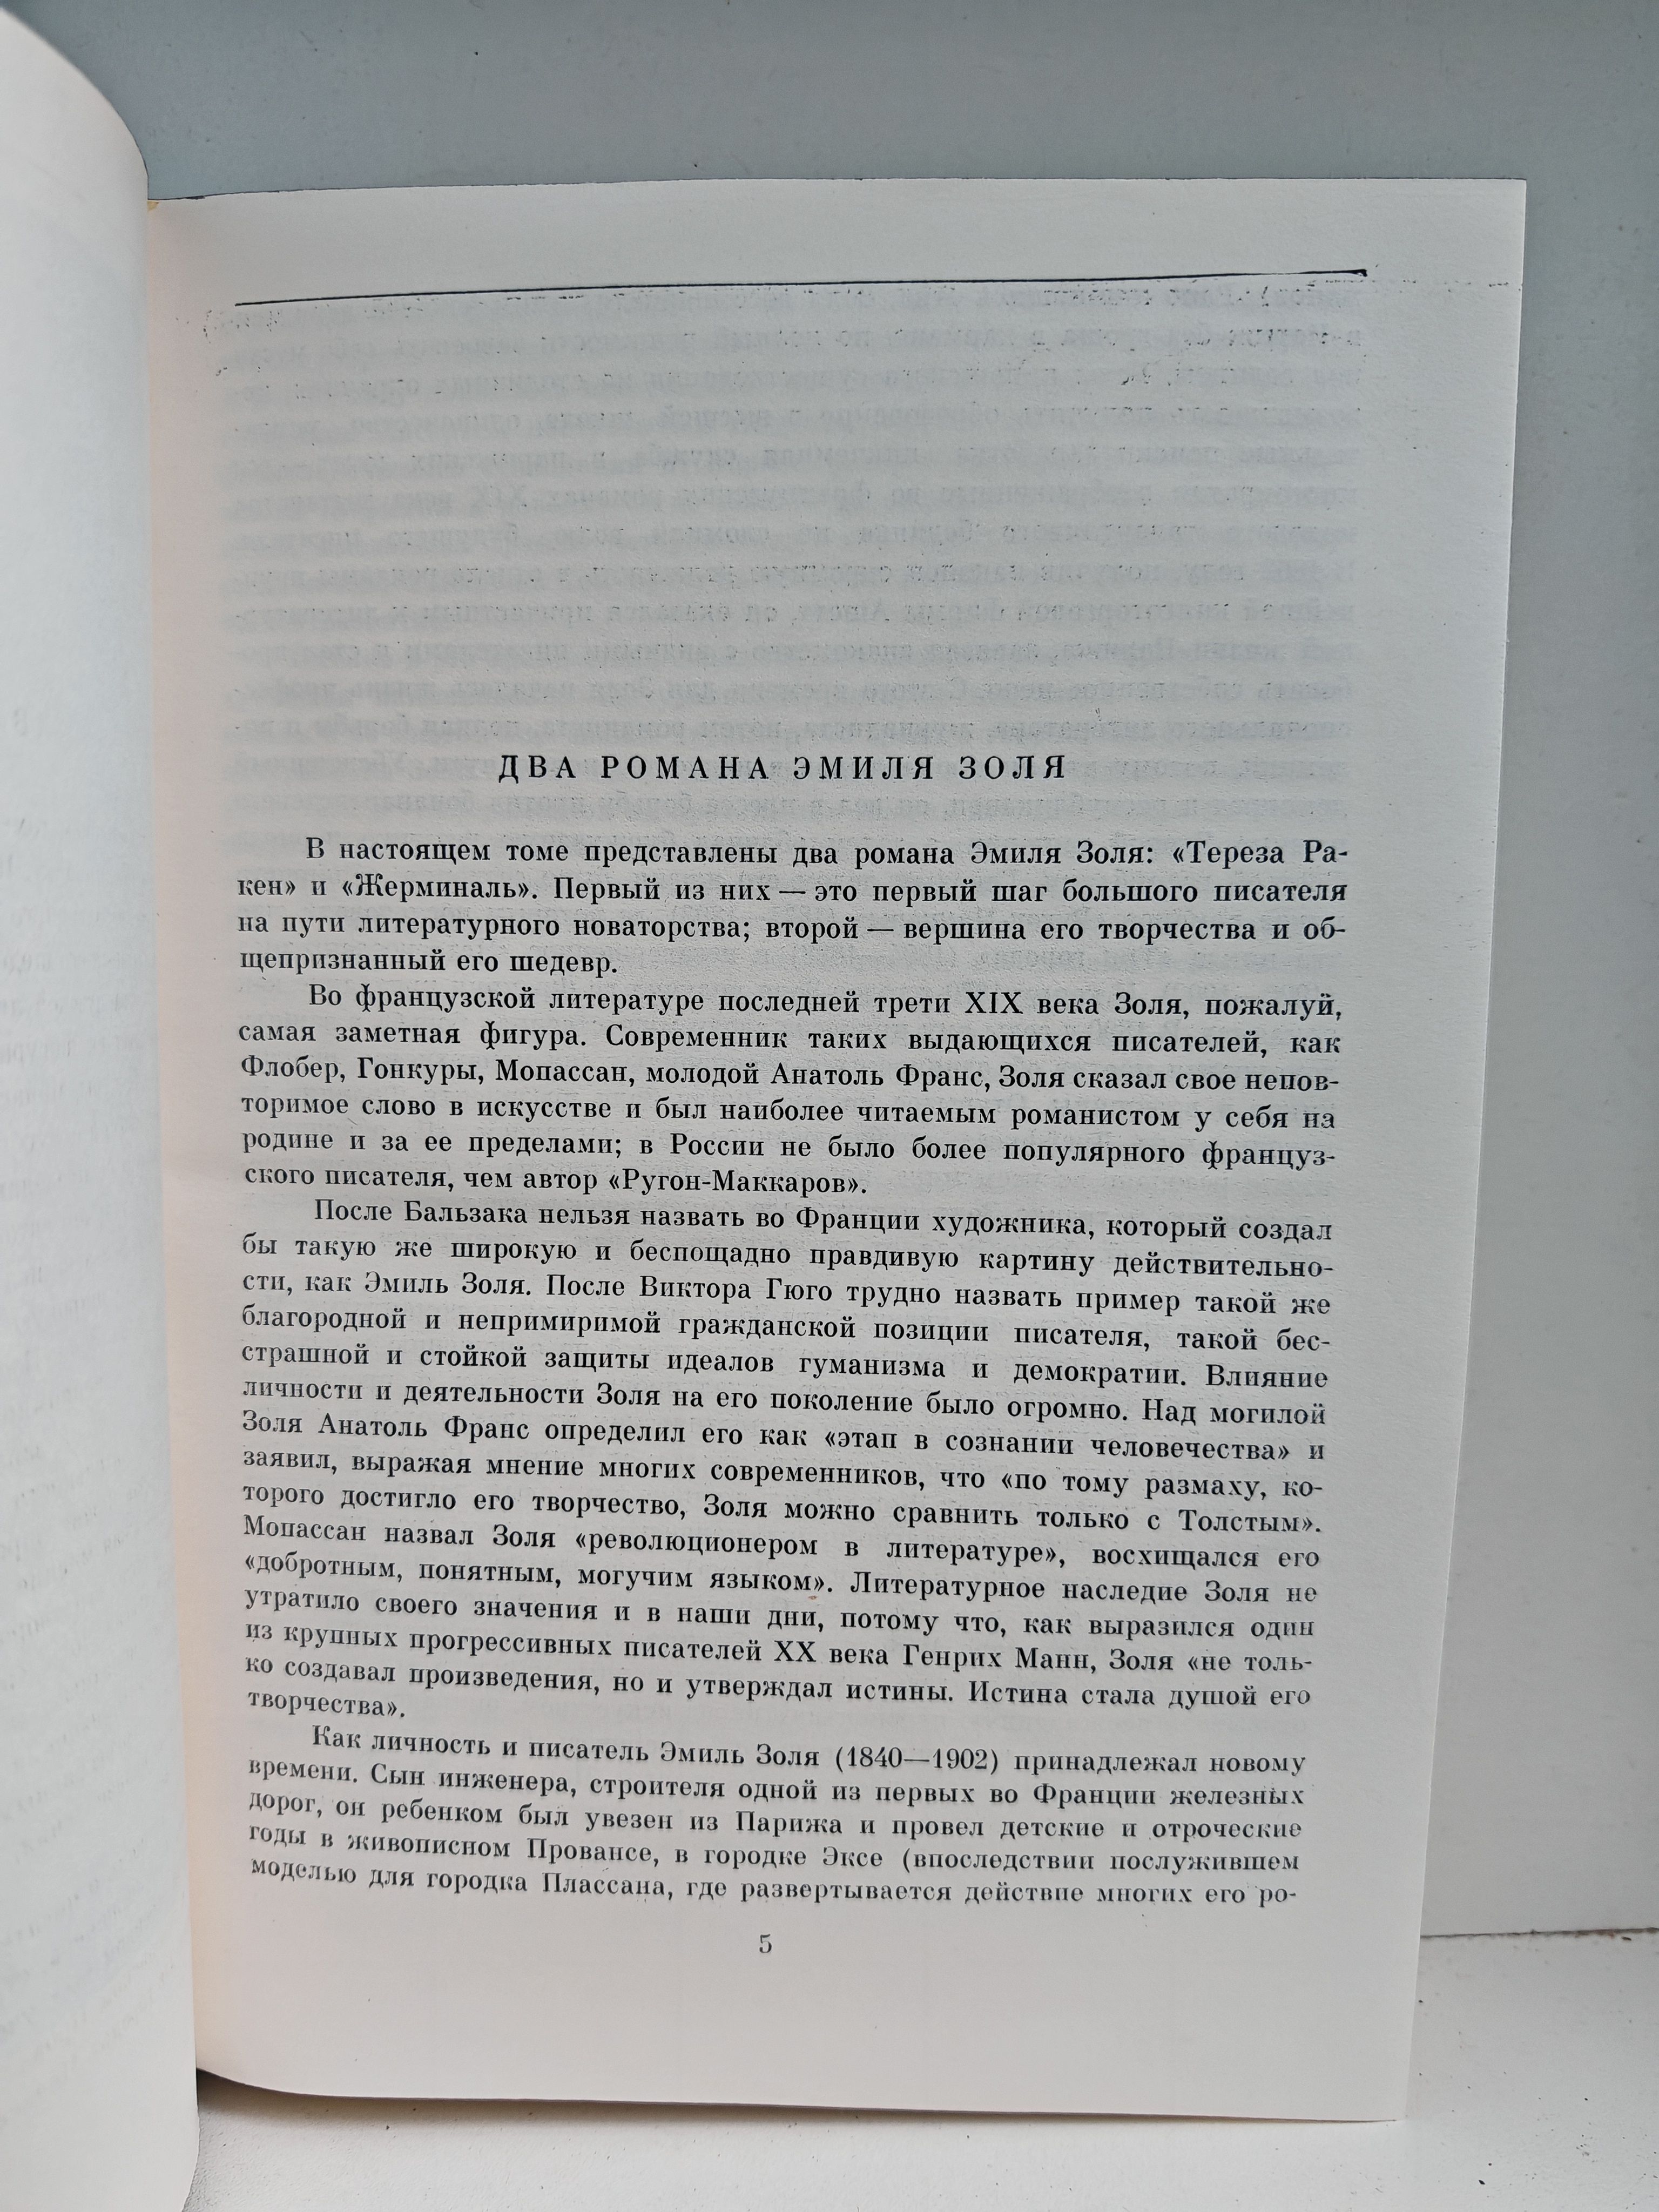 ДВА РОМАНА ЭМИЛЯ ЗОЛЯ
В настоящем томе представлены два романа Эмиля Золя: «Тереза Ра-
кен» и «Жерминаль». Первый из них — это первый шаг большого писателя
на пути литературного новаторства; второй — вершина его творчества и об-
щепризнанный его шедевр.
Во французской литературе последней трети XIX века Золя, пожалуй,
самая заметная фигура. Современник таких выдающихся писателей, как
Флобер, Гонкуры, Мопассан, молодой Анатоль Франс, Золя сказал свое непов-
торимое слово в искусстве и был наиболее читаемым романистом у себя на
родине и за ее пределами; в России не было более популярного француз-
ского писателя, чем автор «Ругон-Маккаров».
После Бальзака нельзя назвать во Франции художника, который создал
бы такую же широкую и беспощадно правдивую картину действительно-
сти, как Эмиль Золя. После Виктора Гюго трудно назвать пример такой же
благородной и непримиримой гражданской позиции писателя, такой бес-
страшной и стойкой защиты идеалов гуманизма и демократии. Влияние
личности и деятельности Золя на его поколение было огромно. Над могилой
Золя Анатоль Франс определил его как «этап в сознании человечества» и
заявил, выражая мнение многих современников, что «по тому размаху, ко-
торого достигло его творчество, Золя можно сравнить только с Толстым».
Мопассан назвал Золя «революционером в литературе», восхищался его
«добротным, понятным, могучим языком». Литературное наследие Золя не
утратило своего значения и в наши дни, потому что, как выразился один
из крупных прогрессивных писателей XX века Генрих Манн, Золя «не толь-
ко создавал произведения, но и утверждал истины. Истина стала душой его
творчества».
Как личность и писатель Эмиль Золя (1840—1902) принадлежал новому
времени. Сын инженера, строителя одной из первых во Франции железных
дорог, он ребенком был увезен из Парижа и провел детские и отроческие
годы в живописном Провансе, в городке Эксе (впоследствии послужившем
моделью для городка Плассана, где развертывается действие многих его ро-
5